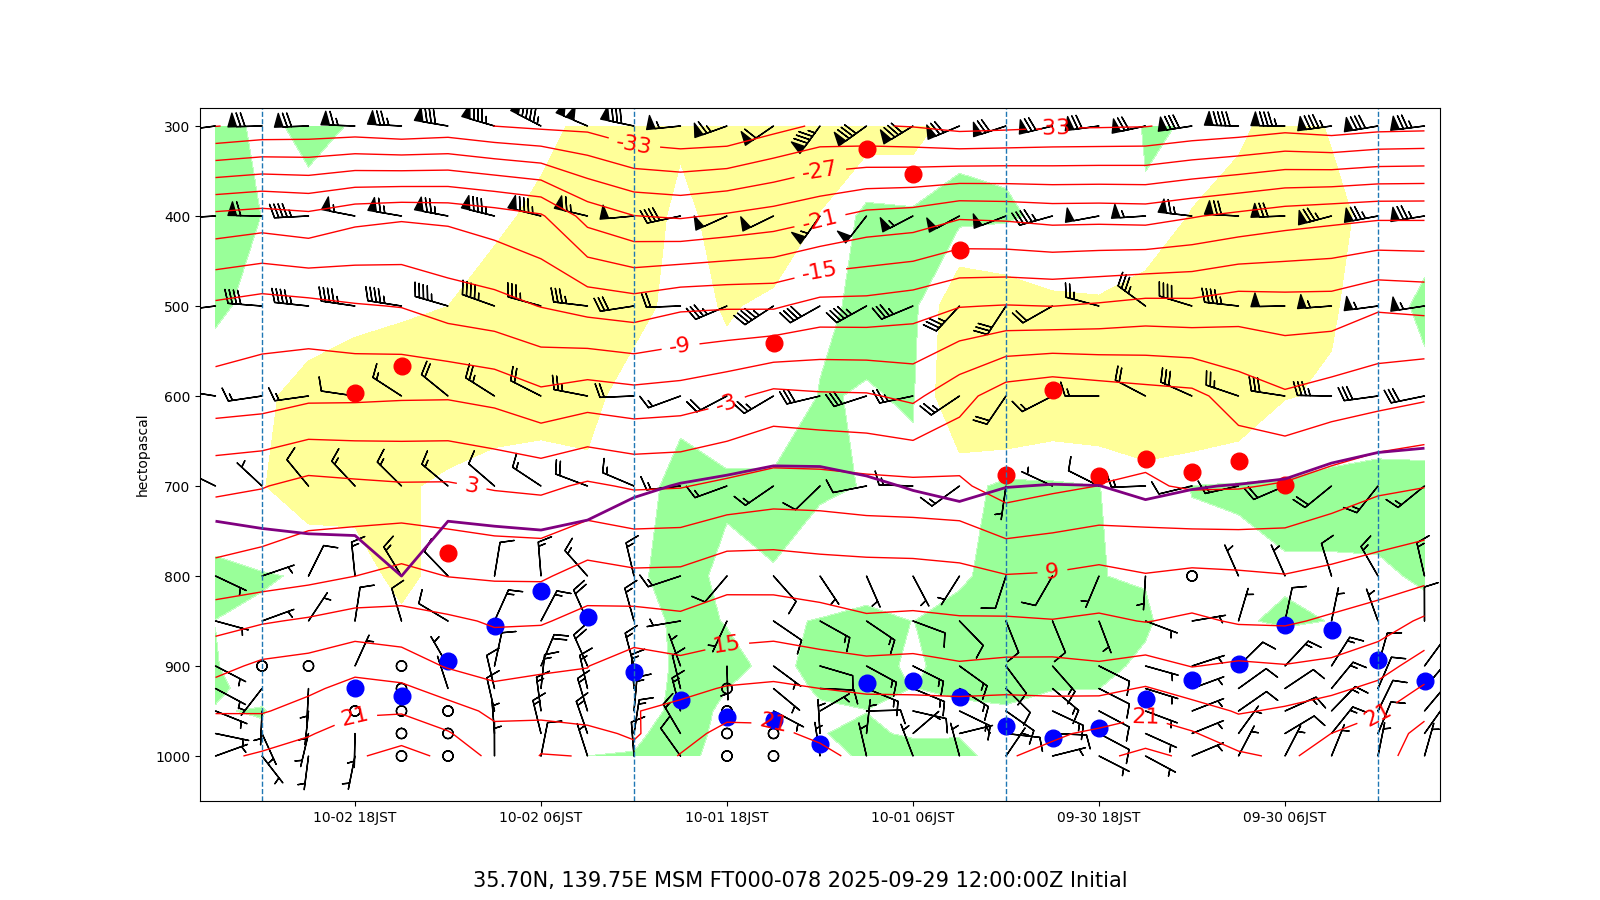 300
400
500
600
700
800
900
1000
hectopascal
-33
33
-27
-21
-15
-9
-3
3
9
15
21
21
21
21
10-02 18JST
10-02 06JST
10-01 18JST
10-01 06JST
09-30 18JST
09-30 06JST
35.70N, 139.75E MSM FT000-078 2025-09-29 12:00:00Z Initial